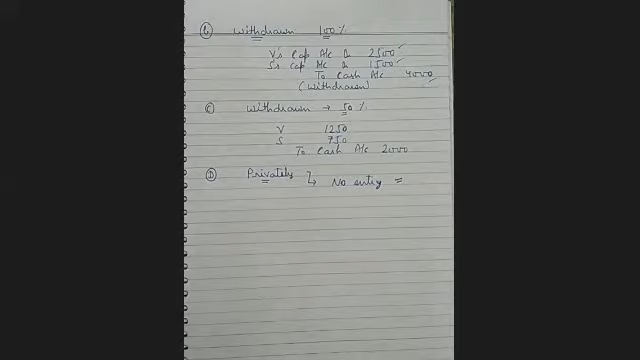 (b) Withdrawn 100%
V's Cap A/c Dr 2500
S's Cap A/c Dr 1500
To Cash A/c 4000
(Withdrawn)
(C) Withdrawn → 50%
V 1250
S 750
To Cash A/c 2000
(D) Privately } → No entry =